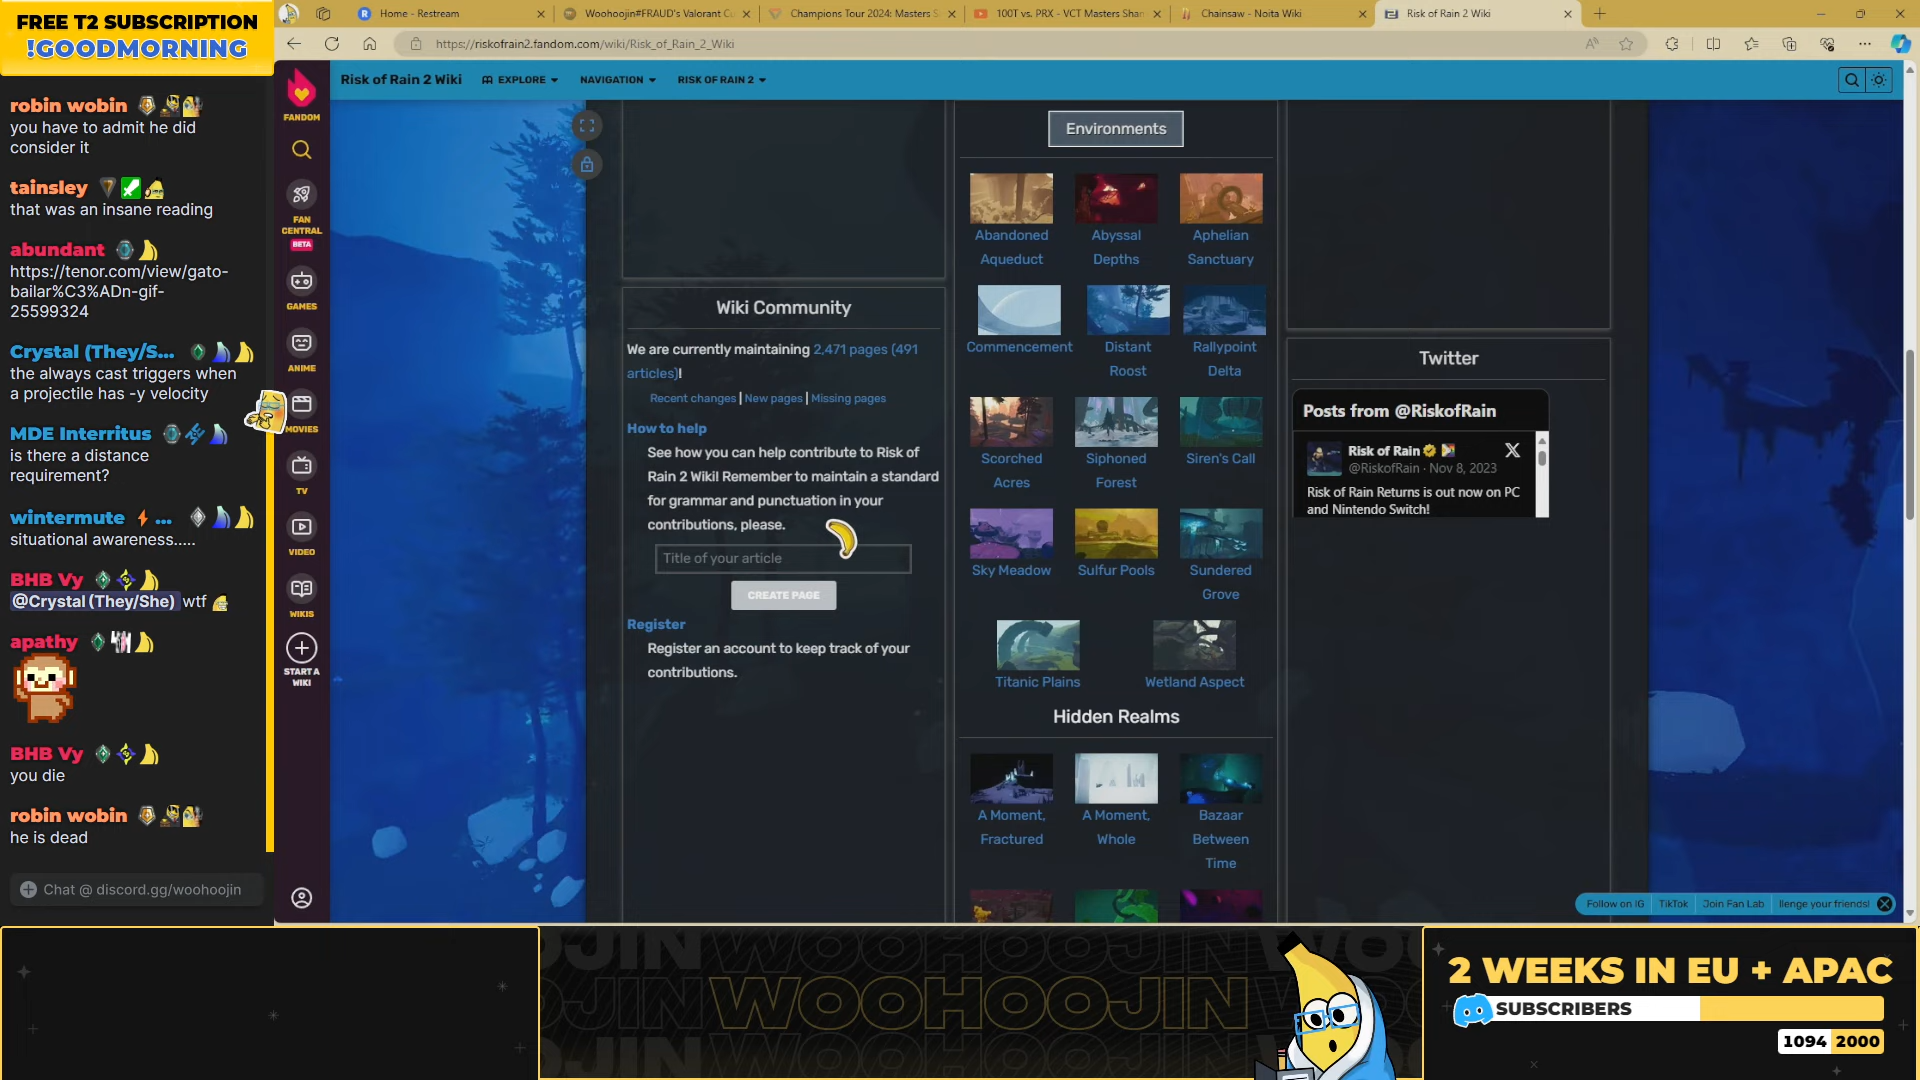 FREE T2 SUBSCRIPTION
!GOODMORNING
robin wobin
you have to admit he did
consider it
tainsley
that was an insane reading
abundant
https://tenor.com/view/gato-
bailar%C3%ADn-gif-
25599324
Crystal (They/S...
the always cast triggers when
a projectile has -y velocity
MDE Interritus
is there a distance
requirement?
wintermute ...
situational awareness.....
BHB Vy
@Crystal (They/She) wtf
apathy
BHB Vy
you die
robin wobin
he is dead
Chat @ discord.gg/woohoojin
Home - Restream
Woohoojin#FRAUD's Valorant
Champions Tour 2024: Masters S
100T vs. PRX - VCT Masters Shan
Chainsaw - Noita Wiki
Risk of Rain 2 Wiki
https://riskofrain2.fandom.com/wiki/Risk_of_Rain_2_Wiki
FANDOM
FAN
CENTRAL
BETA
GAMES
ANIME
MOVIES
TV
VIDEO
WIKIS
START A
WIKI
Risk of Rain 2 Wiki
EXPLORE
NAVIGATION
RISK OF RAIN 2
Wiki Community
We are currently maintaining 2,471 pages (491
articles)!
Recent changes | New pages | Missing pages
How to help
See how you can help contribute to Risk of
Rain 2 Wiki! Remember to maintain a standard
for grammar and punctuation in your
contributions, please.
Title of your article
CREATE PAGE
Register
Register an account to keep track of your
contributions.
Environments
Abandoned
Aqueduct
Abyssal
Depths
Aphelian
Sanctuary
Commencement
Distant
Roost
Rallypoint
Delta
Scorched
Acres
Siphoned
Forest
Siren's Call
Sky Meadow
Sulfur Pools
Sundered
Grove
Titanic Plains
Wetland Aspect
Hidden Realms
A Moment,
Fractured
A Moment,
Whole
Bazaar
Between
Time
Twitter
Posts from @RiskofRain
Risk of Rain
@RiskofRain · Nov 8, 2023
Risk of Rain Returns is out now on PC
and Nintendo Switch!
Follow on IG
TikTok
Join Fan Lab
llenge your friends!
WOOHOOJIN
2 WEEKS IN EU + APAC
SUBSCRIBERS
1094 2000